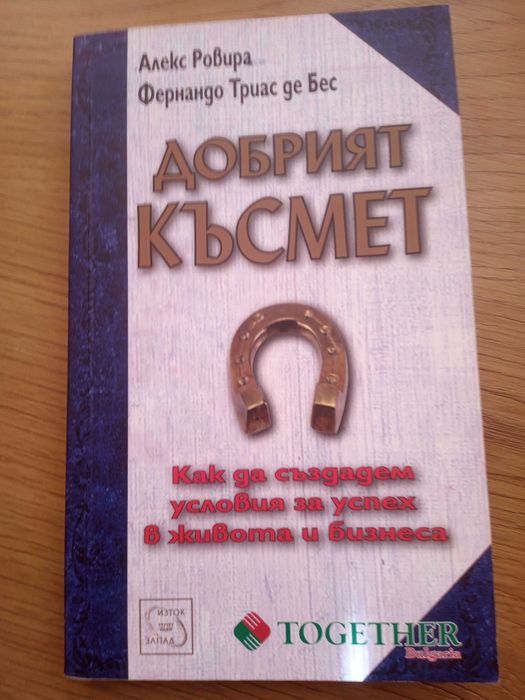 Алекс Ровира
Фернандо Триас де Бес
ДОБРИЯТ
КЪСМЕТ
Как да създадем
условия за успех
в живота и бизнеса
ИЗТОК
ЗАПАД
TOGETHER
Bulgaria